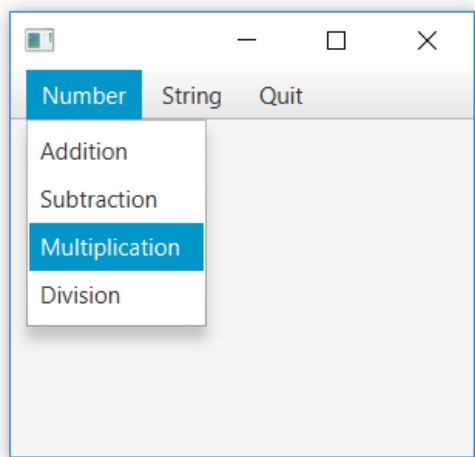 Number String Quit
Addition
Subtraction
Multiplication
Division